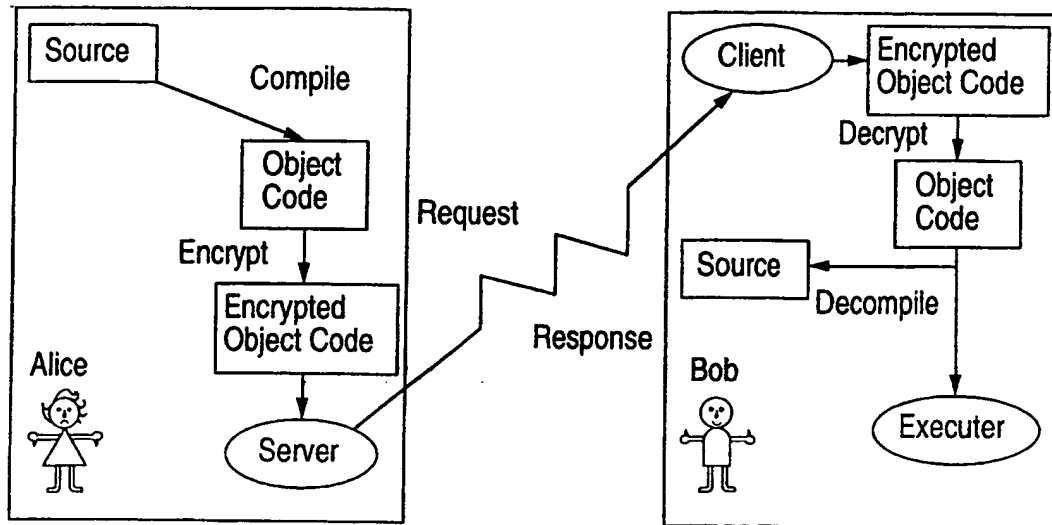 Source
Compile
Object
Code
Encrypt
Encrypted
Object Code
Alice
Server
Request
Response
Client
Encrypted
Object Code
Decrypt
Object
Code
Source
Decompile
Bob
Executer